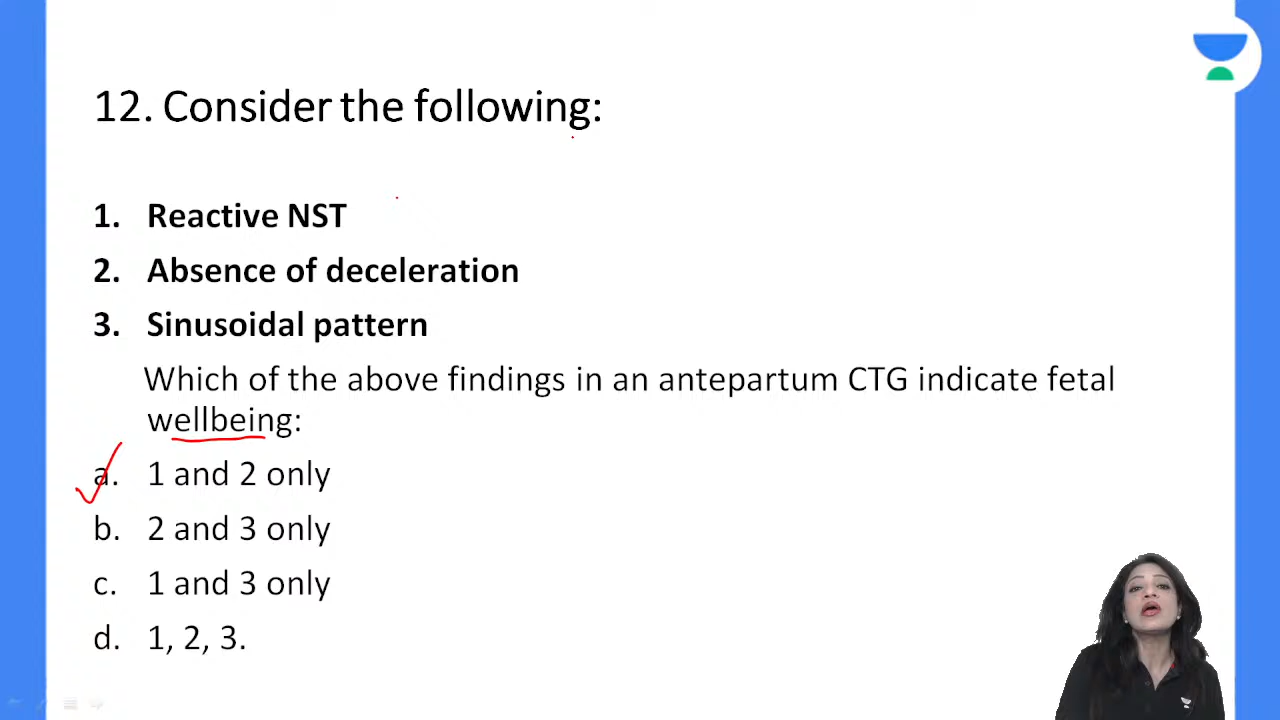 12. Consider the following:
1. Reactive NST
2. Absence of deceleration
3. Sinusoidal pattern
Which of the above findings in an antepartum CTG indicate fetal
wellbeing:
a. 1 and 2 only
b. 2 and 3 only
c. 1 and 3 only
d. 1, 2, 3.